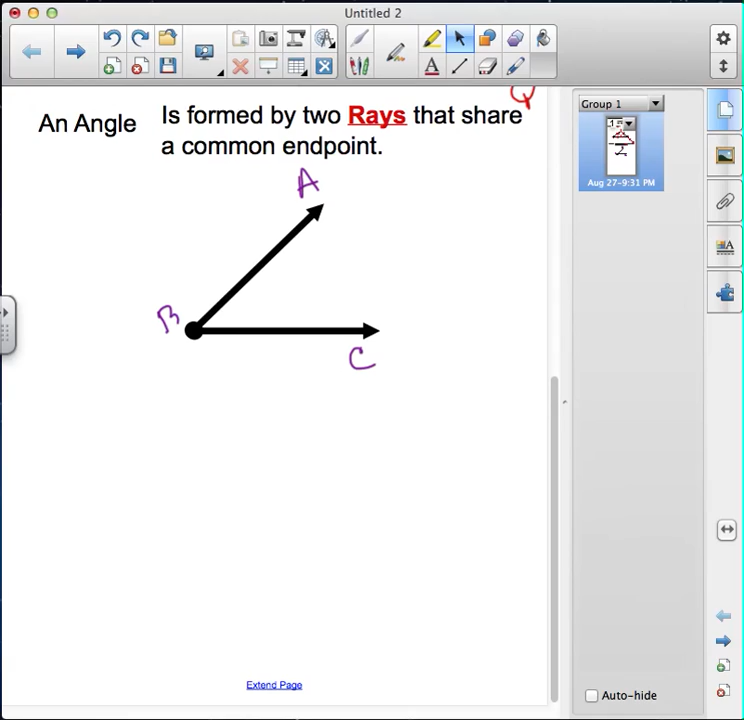 Untitled 2
Q
An Angle
Is formed by two Rays that share
a common endpoint.
A
B
C
Extend Page
Group 1
Aug 27-9:31 PM
Auto-hide